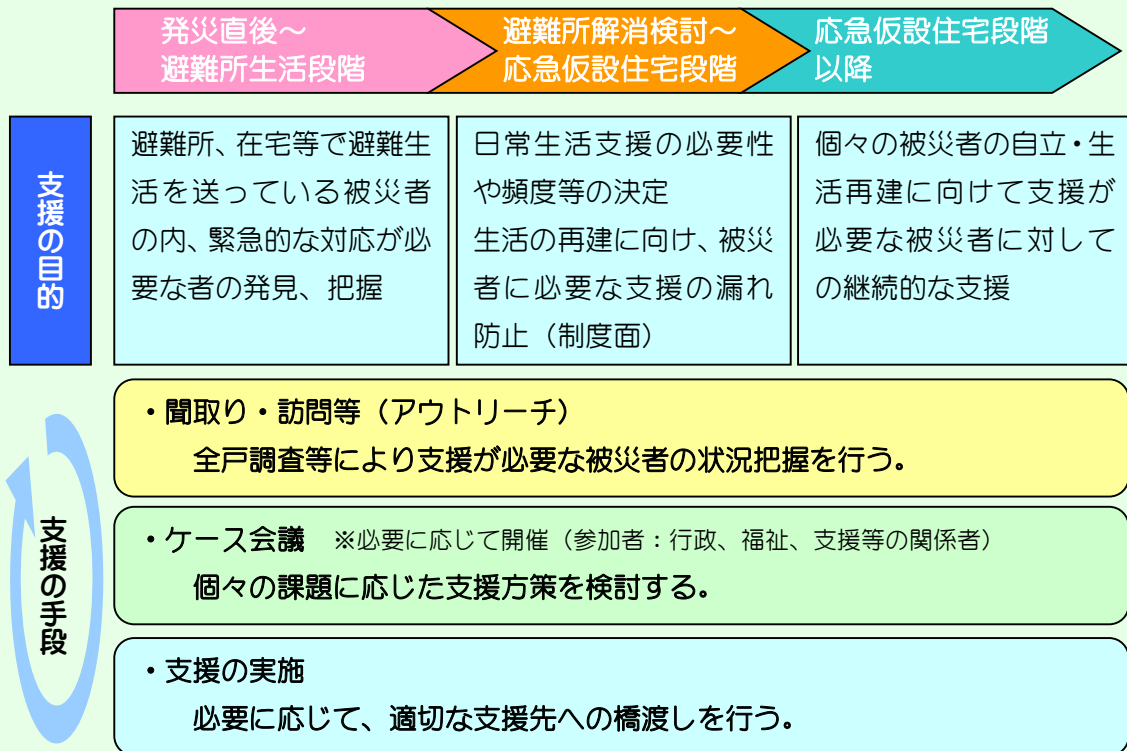 発災直後～
避難所生活段階
避難所解消検討～
応急仮設住宅段階
応急仮設住宅段階
以降
支援の目的
避難所、在宅等で避難生
活を送っている被災者
の内、緊急的な対応が必
要な者の発見、把握
日常生活支援の必要性
や頻度等の決定
生活の再建に向け、被災
者に必要な支援の漏れ
防止（制度面）
個々の被災者の自立・生
活再建に向けて支援が
必要な被災者に対して
の継続的な支援
支援の手段
・聞取り・訪問等（アウトリーチ）
全戸調査等により支援が必要な被災者の状況把握を行う。
・ケース会議　※必要に応じて開催（参加者：行政、福祉、支援等の関係者）
個々の課題に応じた支援方策を検討する。
・支援の実施
必要に応じて、適切な支援先への橋渡しを行う。